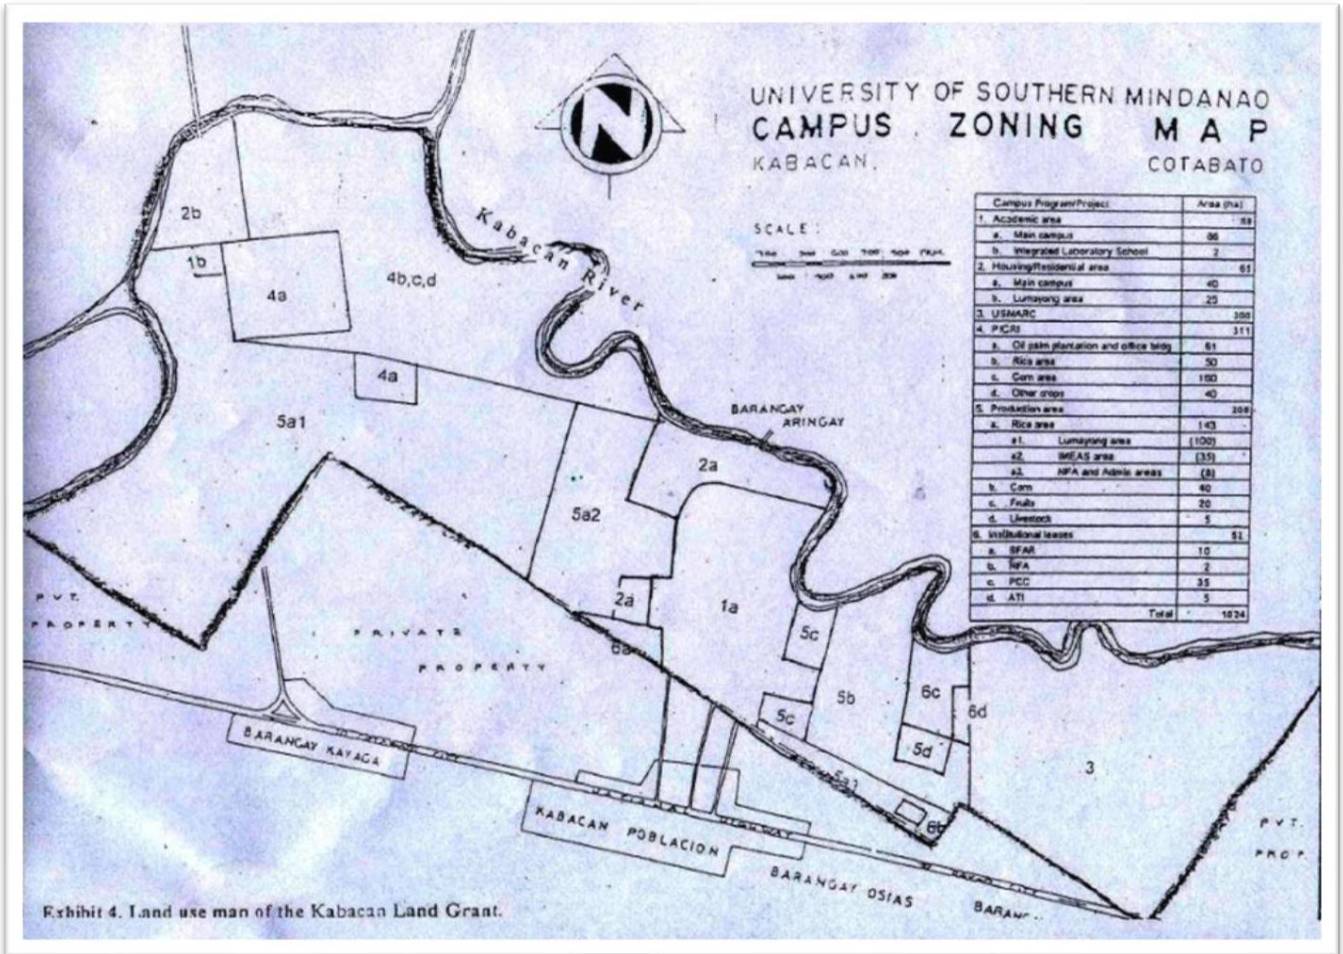 UNIVERSITY OF SOUTHERN MINDANAO
CAMPUS ZONING MAP
KABACAN. COTABATO
SCALE:
N
Kabacan River
Campus Program/Project Area (ha)
1. Academic area 88
a. Main campus 86
b. Integrated Laboratory School 2
2. Housing/Residential area 65
a. Main campus 40
b. Lumayong area 25
3. USMARC 300
4. PICRI 311
a. Oil palm plantation and office bldg 61
b. Rice area 50
c. Corn area 160
d. Other crops 40
5. Production area 208
a. Rice area 143
a1. Lumayong area (100)
a2. IMEAS area (35)
a3. NFA and Admin areas (8)
b. Corn 40
c. Fruits 20
d. Livestock 5
6. Institutional leases 52
a. BFAR 10
b. NFA 2
c. PCC 35
d. ATI 5
Total 1024
2b
1b
4a
4b,c,d
4a
5a1
BARANGAY
ARINGAY
2a
5a2
2a
1a
6a
5c
5c
5b
6c
6d
5d
5a3
6b
3
PVT.
PROPERTY
PRIVATE
PROPERTY
PVT.
PROP.
BARANGAY KAYAGA
KABACAN POBLACION
HIGHWAY
BARANGAY OSIAS
Exhibit 4. Land use map of the Kabacan Land Grant.